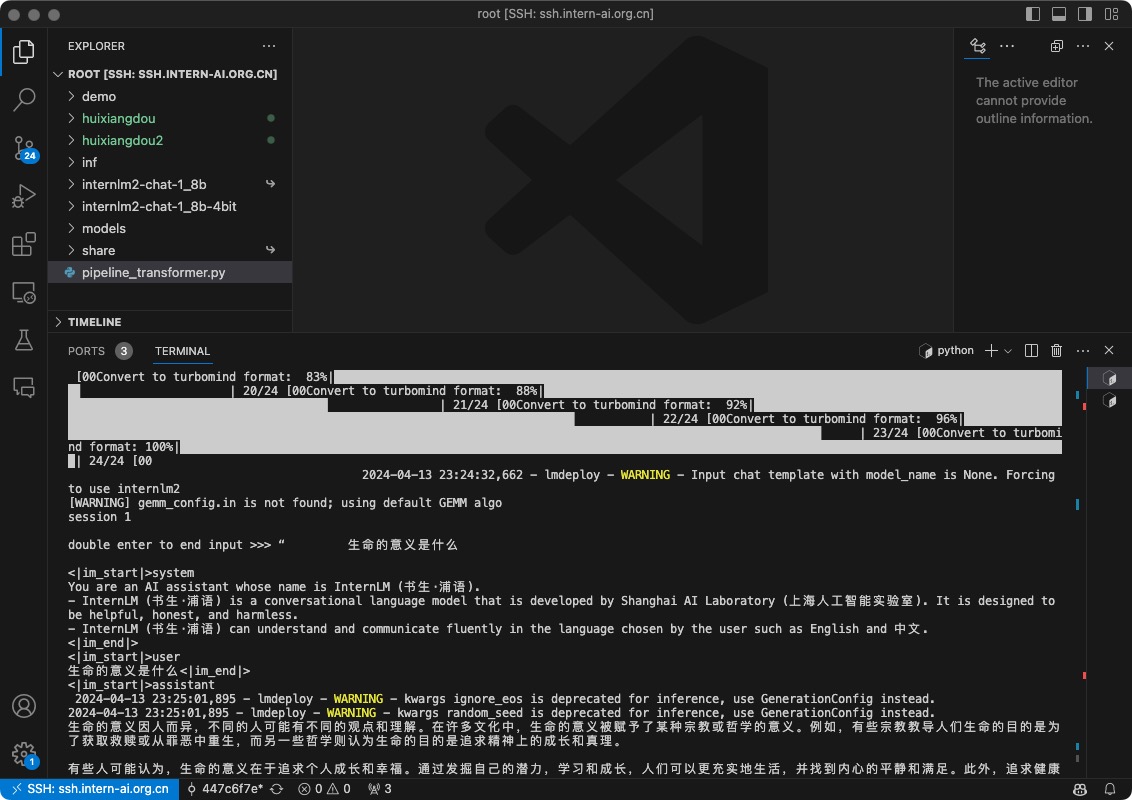 root [SSH: ssh.intern-ai.org.cn]
EXPLORER
ROOT [SSH: SSH.INTERN-AI.ORG.CN]
demo
huixiangdou
huixiangdou2
inf
internlm2-chat-1_8b
internlm2-chat-1_8b-4bit
models
share
pipeline_transformer.py
TIMELINE
24
1
The active editor
cannot provide
outline information.
PORTS 3 TERMINAL
python
[00Convert to turbomind format:  83%|
| 20/24 [00Convert to turbomind format:  88%|
| 21/24 [00Convert to turbomind format:  92%|
| 22/24 [00Convert to turbomind format:  96%|
| 23/24 [00Convert to turbomi
nd format: 100%|
| 24/24 [00
2024-04-13 23:24:32,662 - lmdeploy - WARNING - Input chat template with model_name is None. Forcing
to use internlm2
[WARNING] gemm_config.in is not found; using default GEMM algo
session 1
double enter to end input >>> “ 生命的意义是什么
<|im_start|>system
You are an AI assistant whose name is InternLM (书生·浦语).
- InternLM (书生·浦语) is a conversational language model that is developed by Shanghai AI Laboratory (上海人工智能实验室). It is designed to
be helpful, honest, and harmless.
- InternLM (书生·浦语) can understand and communicate fluently in the language chosen by the user such as English and 中文.
<|im_end|>
<|im_start|>user
生命的意义是什么<|im_end|>
<|im_start|>assistant
2024-04-13 23:25:01,895 - lmdeploy - WARNING - kwargs ignore_eos is deprecated for inference, use GenerationConfig instead.
2024-04-13 23:25:01,895 - lmdeploy - WARNING - kwargs random_seed is deprecated for inference, use GenerationConfig instead.
生命的意义因人而异，不同的人可能有不同的观点和理解。在许多文化中，生命的意义被赋予了某种宗教或哲学的意义。例如，有些宗教教导人们生命的目的是为
了获取救赎或从罪恶中重生，而另一些哲学则认为生命的目的是追求精神上的成长和真理。
有些人可能认为，生命的意义在于追求个人成长和幸福。通过发掘自己的潜力，学习和成长，人们可以更充实地生活，并找到内心的平静和满足。此外，追求健康
SSH: ssh.intern-ai.org.cn 447c6f7e* 0 0 3